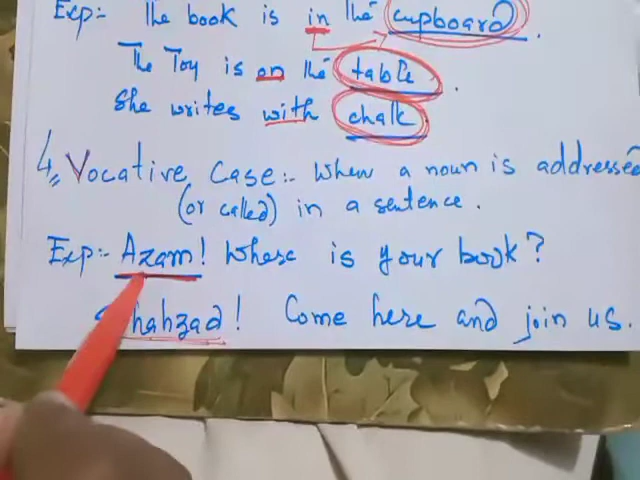 Exp:- The book is in the cupboard.
The Toy is on the table.
She writes with chalk
4, Vocative Case:- When a noun is addressed
(or called) in a sentence.
Exp:- Azam! Where is your book?
Shahzad! Come here and join us.